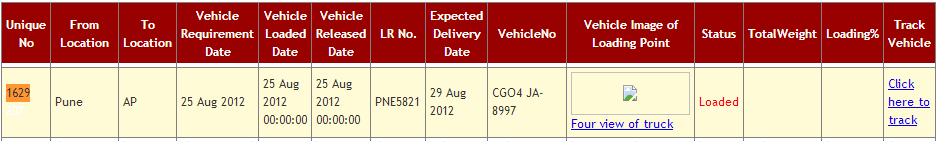 Unique No	From Location	To Location	Vehicle Requirement Date	Vehicle Loaded Date	Vehicle Released Date	LR No.	Expected Delivery Date	VehicleNo	Vehicle Image of Loading Point	Status	TotalWeight	Loading%	Track Vehicle
1629	Pune	AP	25 Aug 2012	25 Aug 2012 00:00:00	25 Aug 2012 00:00:00	PNE5821	29 Aug 2012	CGO4 JA-8997	Four view of truck	Loaded			Click here to track